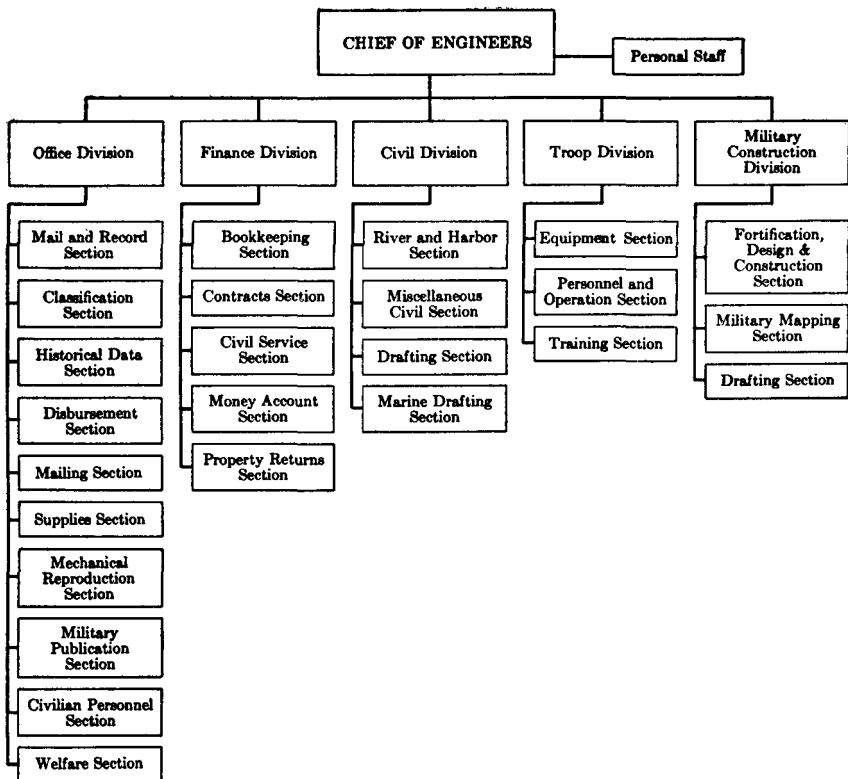 CHIEF OF ENGINEERS
Personal Staff
Office Division
Finance Division
Civil Division
Troop Division
Military
Construction
Division
Mail and Record
Section
Classification
Section
Historical Data
Section
Disbursement
Section
Mailing Section
Supplies Section
Mechanical
Reproduction
Section
Military
Publication
Section
Civilian Personnel
Section
Welfare Section
Bookkeeping
Section
Contracts Section
Civil Service
Section
Money Account
Section
Property Returns
Section
River and Harbor
Section
Miscellaneous
Civil Section
Drafting Section
Marine Drafting
Section
Equipment Section
Personnel and
Operation Section
Training Section
Fortification,
Design &
Construction
Section
Military Mapping
Section
Drafting Section